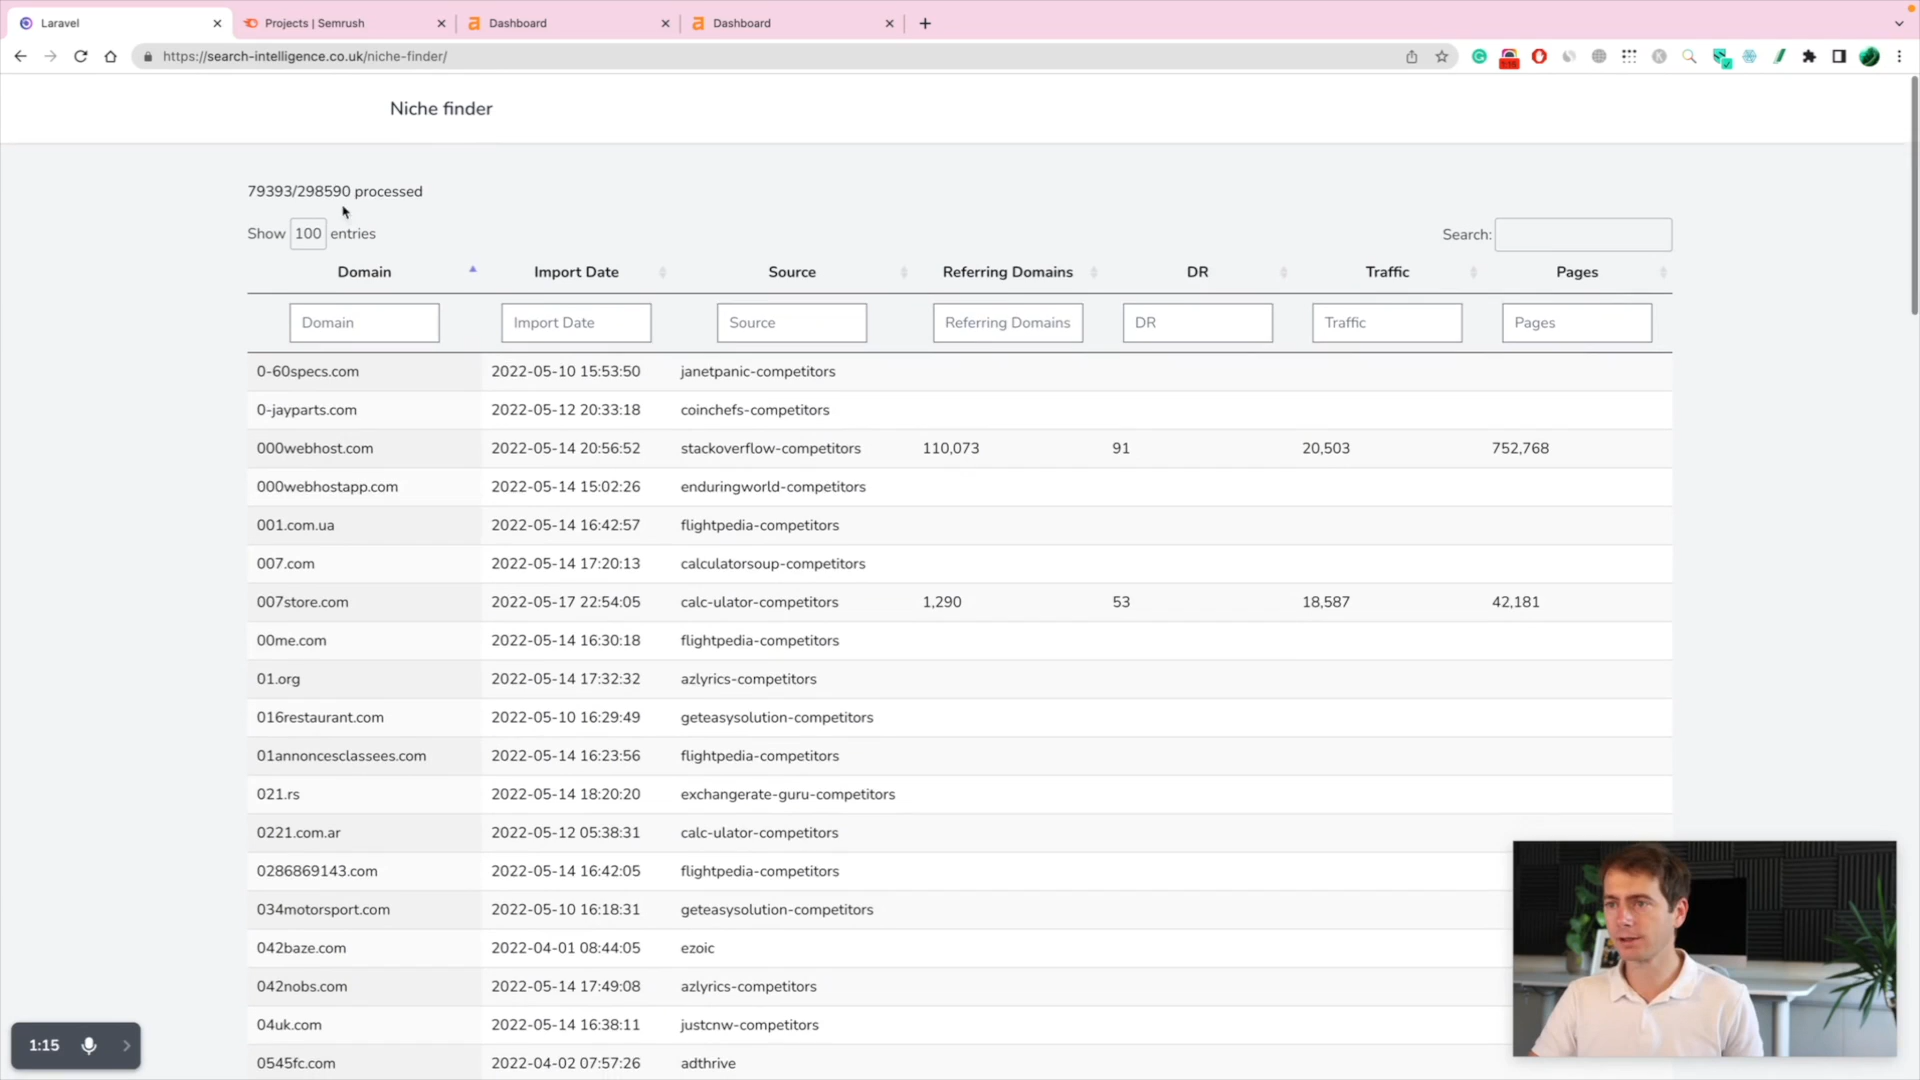 Laravel
Projects | Semrush
Dashboard
Dashboard
https://search-intelligence.co.uk/niche-finder/
Niche finder
79393/298590 processed
Show 100 entries
Search:
Domain Import Date Source Referring Domains DR Traffic Pages
Domain Import Date Source Referring Domains DR Traffic Pages
0-60specs.com 2022-05-10 15:53:50 janetpanic-competitors
0-jayparts.com 2022-05-12 20:33:18 coinchefs-competitors
000webhost.com 2022-05-14 20:56:52 stackoverflow-competitors 110,073 91 20,503 752,768
000webhostapp.com 2022-05-14 15:02:26 enduringworld-competitors
001.com.ua 2022-05-14 16:42:57 flightpedia-competitors
007.com 2022-05-14 17:20:13 calculatorsoup-competitors
007store.com 2022-05-17 22:54:05 calc-ulator-competitors 1,290 53 18,587 42,181
00me.com 2022-05-14 16:30:18 flightpedia-competitors
01.org 2022-05-14 17:32:32 azlyrics-competitors
016restaurant.com 2022-05-10 16:29:49 geteasysolution-competitors
01annoncesclassees.com 2022-05-14 16:23:56 flightpedia-competitors
021.rs 2022-05-14 18:20:20 exchangerate-guru-competitors
0221.com.ar 2022-05-12 05:38:31 calc-ulator-competitors
0286869143.com 2022-05-14 16:42:05 flightpedia-competitors
034motorsport.com 2022-05-10 16:18:31 geteasysolution-competitors
042baze.com 2022-04-01 08:44:05 ezoic
042nobs.com 2022-05-14 17:49:08 azlyrics-competitors
04uk.com 2022-05-14 16:38:11 justcnw-competitors
0545fc.com 2022-04-02 07:57:26 adthrive
1:15